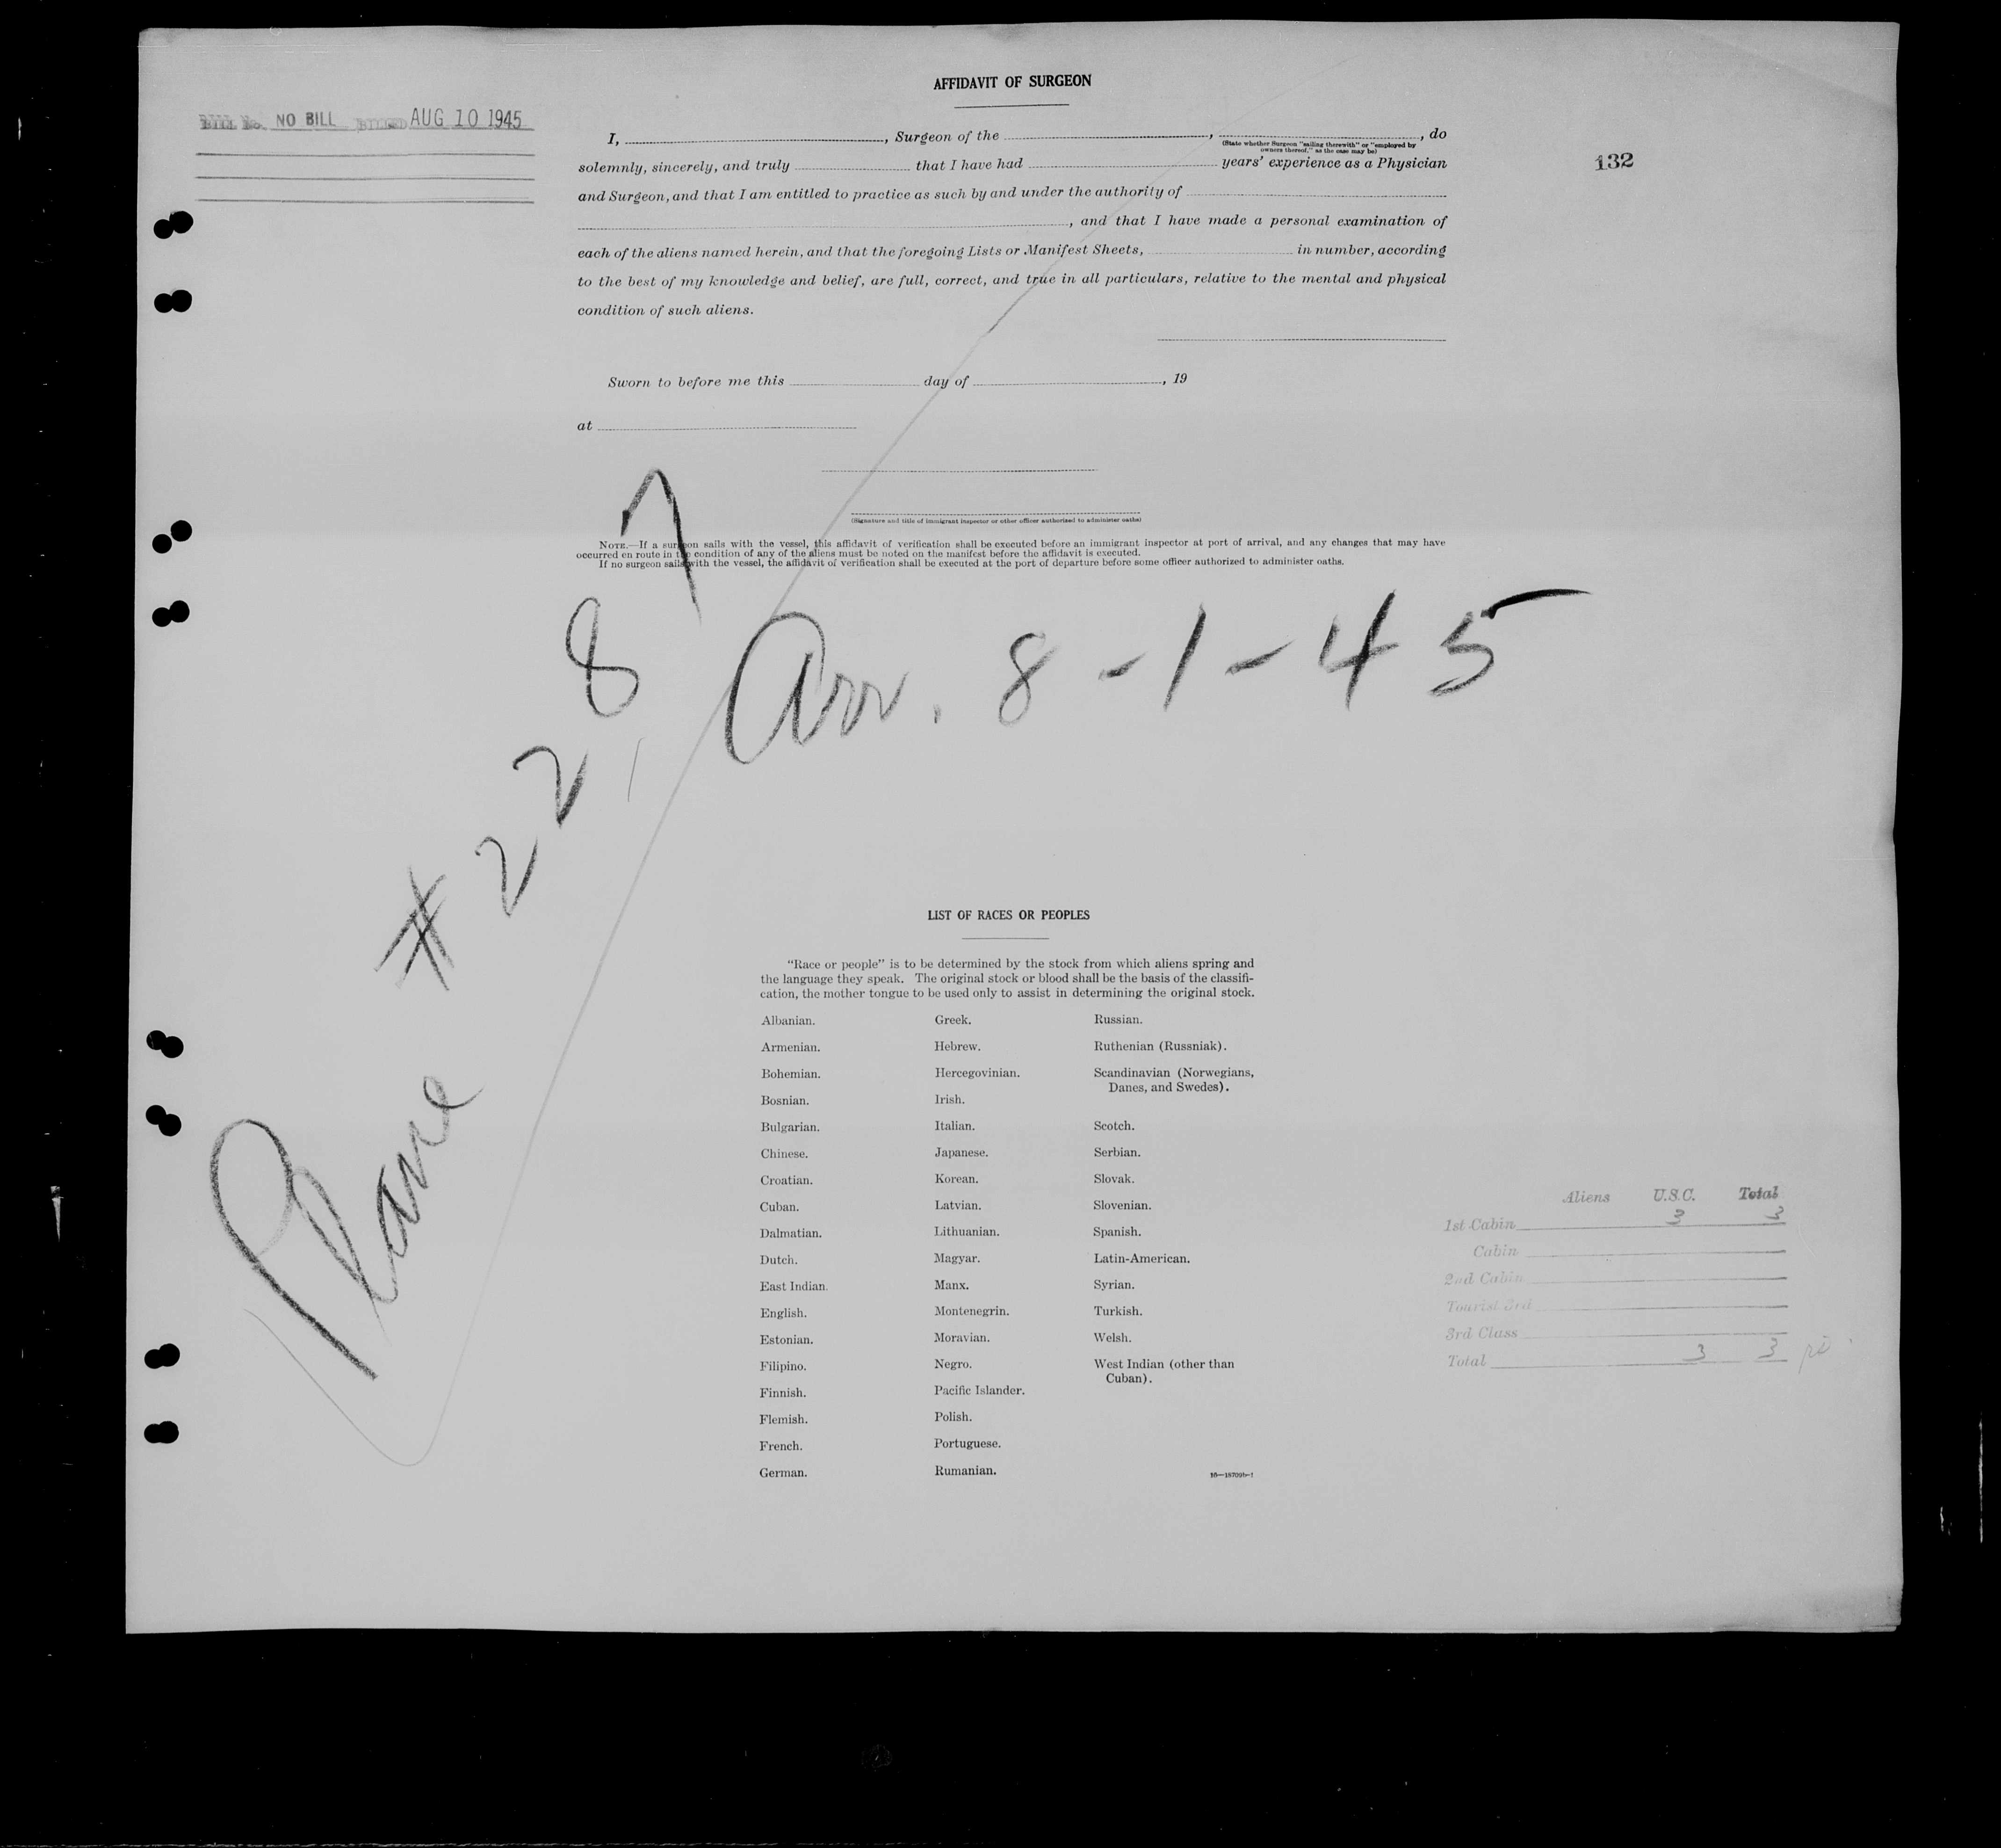 AFFIDAVIT OF SURGEON
BILL No. NO BILL BILLED AUG 10 1945
132
I, , Surgeon of the , , do
(State whether Surgeon "sailing therewith" or "employed by
owners thereof," as the case may be)
solemnly, sincerely, and truly that I have had years' experience as a Physician
and Surgeon, and that I am entitled to practice as such by and under the authority of
, and that I have made a personal examination of
each of the aliens named herein, and that the foregoing Lists or Manifest Sheets, in number, according
to the best of my knowledge and belief, are full, correct, and true in all particulars, relative to the mental and physical
condition of such aliens.
Sworn to before me this day of , 19
at
(Signature and title of immigrant inspector or other officer authorized to administer oaths)
NOTE.—If a surgeon sails with the vessel, this affidavit of verification shall be executed before an immigrant inspector at port of arrival, and any changes that may have
occurred en route in the condition of any of the aliens must be noted on the manifest before the affidavit is executed.
If no surgeon sails with the vessel, the affidavit of verification shall be executed at the port of departure before some officer authorized to administer oaths.
Plane # 2287
Arr. 8-1-45
LIST OF RACES OR PEOPLES
"Race or people" is to be determined by the stock from which aliens spring and
the language they speak. The original stock or blood shall be the basis of the classifi-
cation, the mother tongue to be used only to assist in determining the original stock.
Albanian.
Armenian.
Bohemian.
Bosnian.
Bulgarian.
Chinese.
Croatian.
Cuban.
Dalmatian.
Dutch.
East Indian.
English.
Estonian.
Filipino.
Finnish.
Flemish.
French.
German.
Greek.
Hebrew.
Hercegovinian.
Irish.
Italian.
Japanese.
Korean.
Latvian.
Lithuanian.
Magyar.
Manx.
Montenegrin.
Moravian.
Negro.
Pacific Islander.
Polish.
Portuguese.
Rumanian.
Russian.
Ruthenian (Russniak).
Scandinavian (Norwegians,
Danes, and Swedes).
Scotch.
Serbian.
Slovak.
Slovenian.
Spanish.
Latin-American.
Syrian.
Turkish.
Welsh.
West Indian (other than
Cuban).
16—18709b-1
Aliens U.S.C. Total
1st Cabin 3 3
Cabin
2nd Cabin
Tourist 3rd
3rd Class
Total 3 3